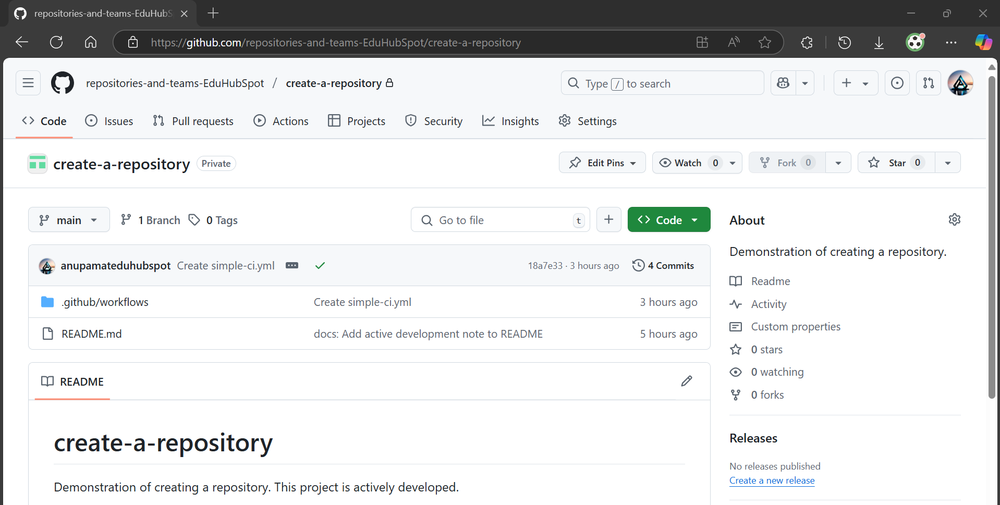 repositories-and-teams-EduHubS
https://github.com/repositories-and-teams-EduHubSpot/create-a-repository
repositories-and-teams-EduHubSpot / create-a-repository
Type / to search
Code Issues Pull requests Actions Projects Security Insights Settings
create-a-repository Private
Edit Pins Watch 0 Fork 0 Star 0
main 1 Branch 0 Tags
Go to file t
Code
anupamateduhubspot Create simple-ci.yml
18a7e33 · 3 hours ago 4 Commits
.github/workflows Create simple-ci.yml 3 hours ago
README.md docs: Add active development note to README 5 hours ago
README
create-a-repository
Demonstration of creating a repository. This project is actively developed.
About
Demonstration of creating a repository.
Readme
Activity
Custom properties
0 stars
0 watching
0 forks
Releases
No releases published
Create a new release